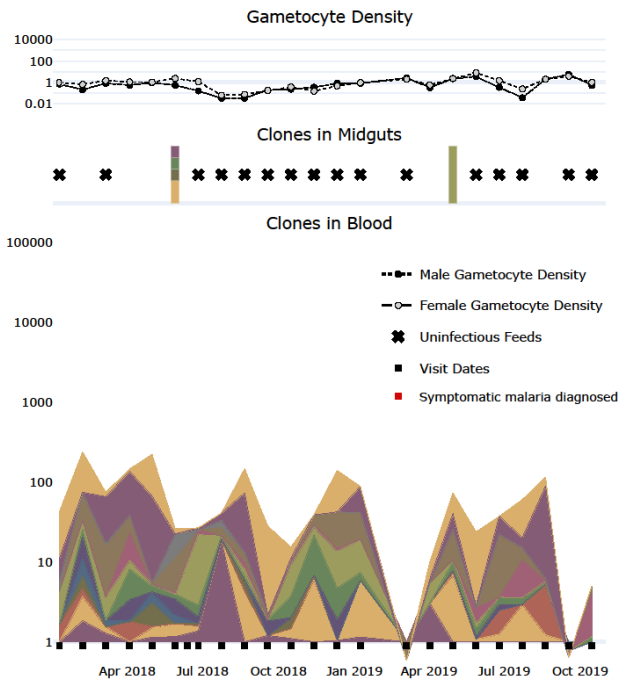 Gametocyte Density
10000
100
1
0.01
Clones in Midguts
Clones in Blood
100000
10000
1000
100
10
1
Male Gametocyte Density
Female Gametocyte Density
Uninfectious Feeds
Visit Dates
Symptomatic malaria diagnosed
Apr 2018 Jul 2018 Oct 2018 Jan 2019 Apr 2019 Jul 2019 Oct 2019